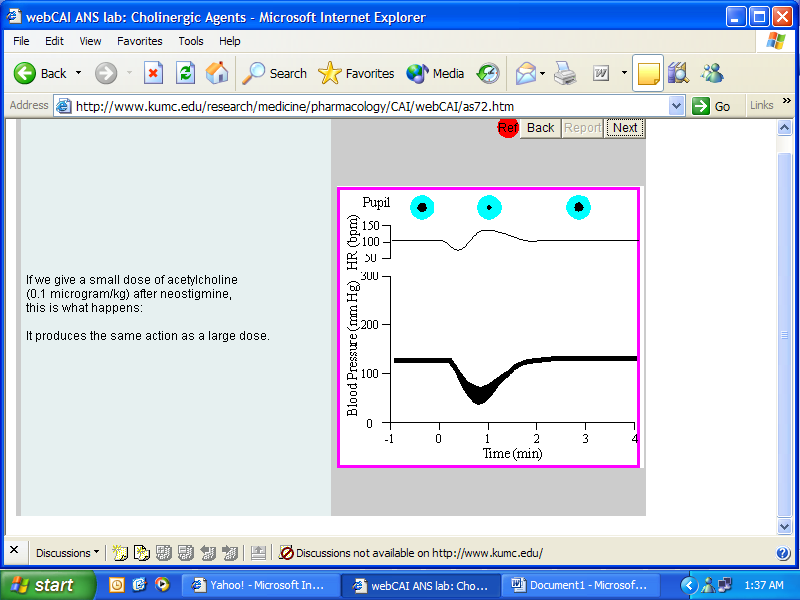 webCAI ANS lab: Cholinergic Agents - Microsoft Internet Explorer
File Edit View Favorites Tools Help
Back Search Favorites Media
Address http://www.kumc.edu/research/medicine/pharmacology/CAI/webCAI/as72.htm Go Links »
Back Report Next
If we give a small dose of acetylcholine
(0.1 microgram/kg) after neostigmine,
this is what happens:
It produces the same action as a large dose.
Pupil
HR (bpm)
150
100
50
Blood Pressure (mm Hg)
300
200
100
0
-1 0 1 2 3 4
Time (min)
Discussions Discussions not available on http://www.kumc.edu/
start Yahoo! - Microsoft In... webCAI ANS lab: Cho... Document1 - Microsof... 1:37 AM